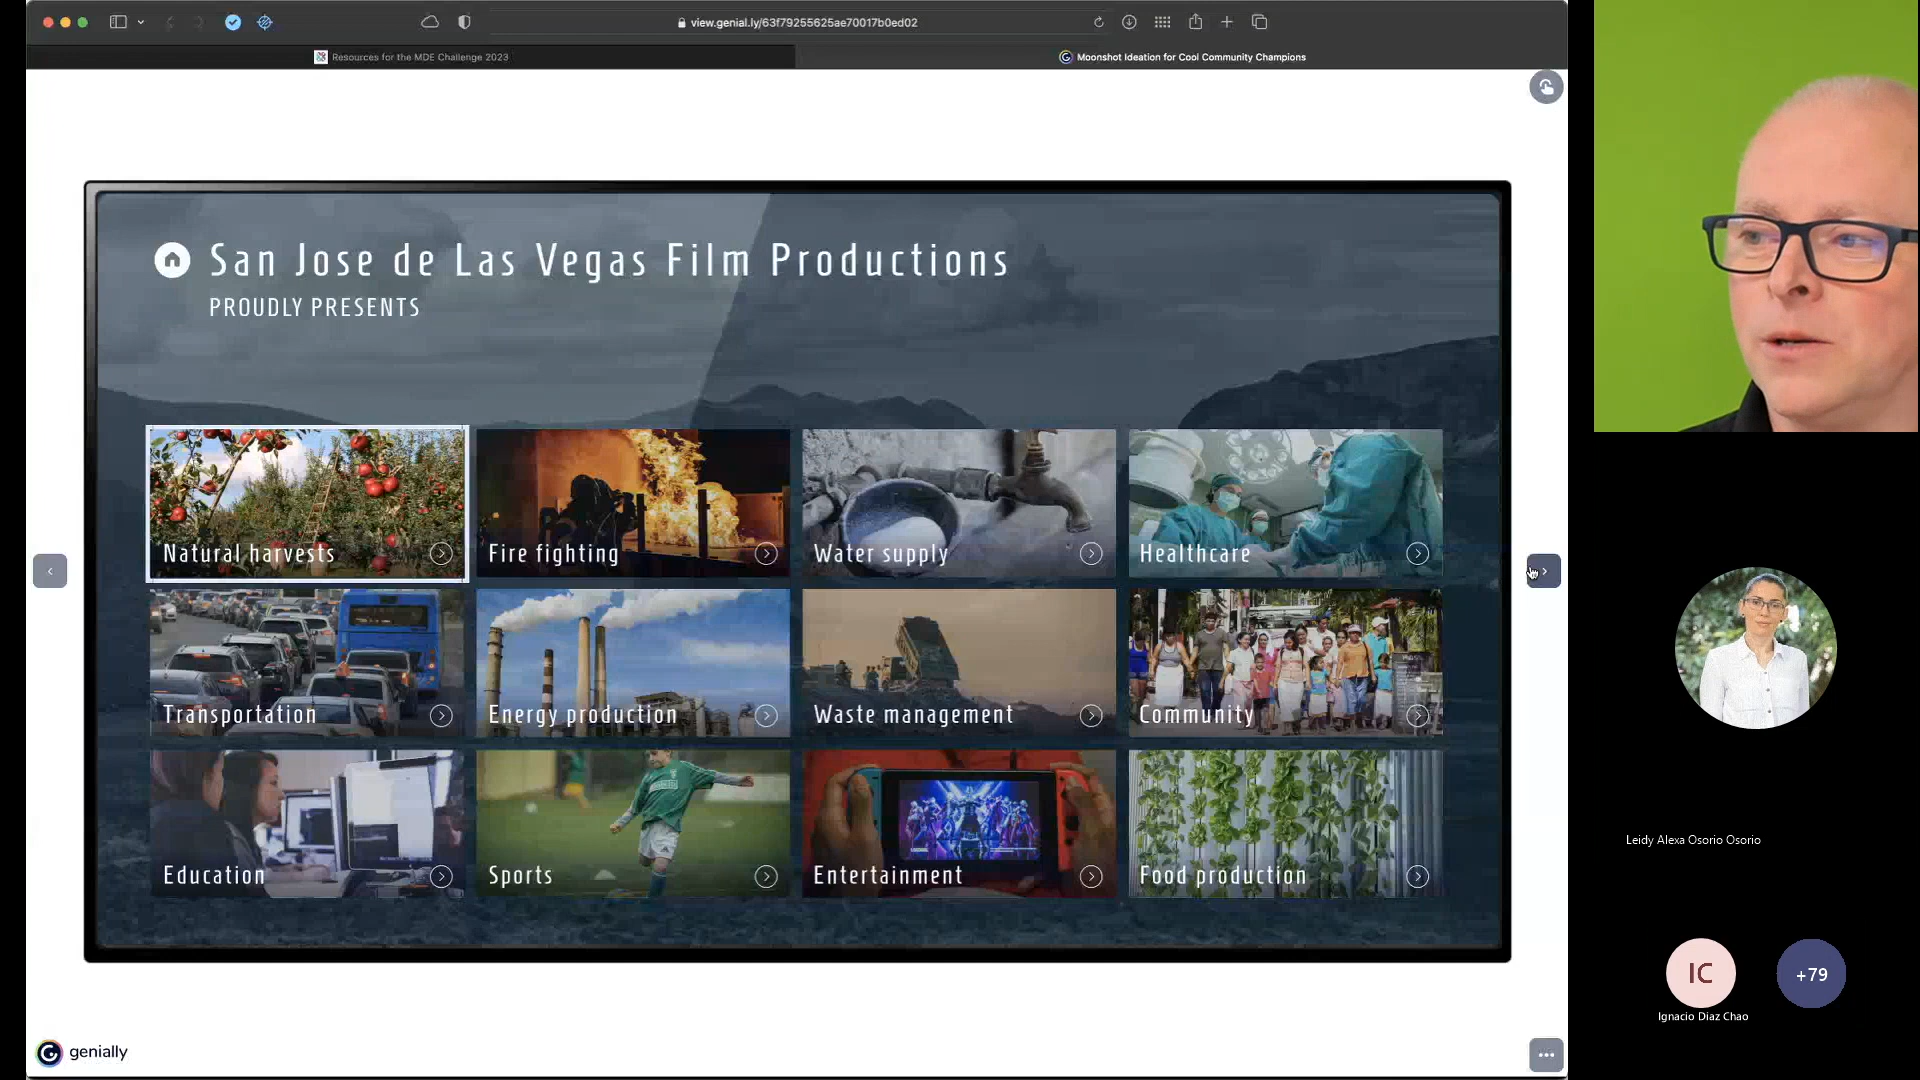 view.genial.ly/63f79255625ae70017b0ed02
Resources for the MDE Challenge 2023
Moonshot Ideation for Cool Community Champions
San Jose de Las Vegas Film Productions
PROUDLY PRESENTS
Natural harvests
Fire fighting
Water supply
Healthcare
Transportation
Energy production
Waste management
Community
Education
Sports
Entertainment
Food production
genially
Leidy Alexa Osorio Osorio
IC
+79
Ignacio Diaz Chao